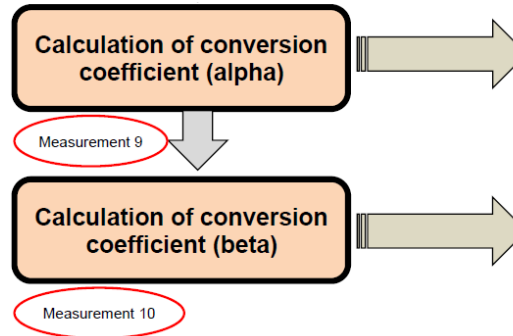 Calculation of conversion
coefficient (alpha)
Measurement 9
Calculation of conversion
coefficient (beta)
Measurement 10